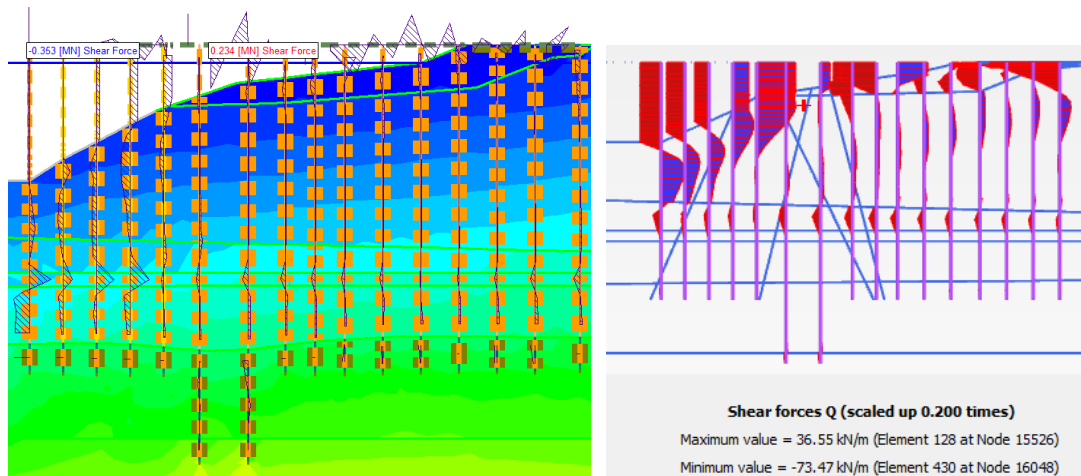 -0.353 [MN] Shear Force
0.234 [MN] Shear Force
Shear forces Q (scaled up 0.200 times)
Maximum value = 36.55 kN/m (Element 128 at Node 15526)
Minimum value = -73.47 kN/m (Element 430 at Node 16048)